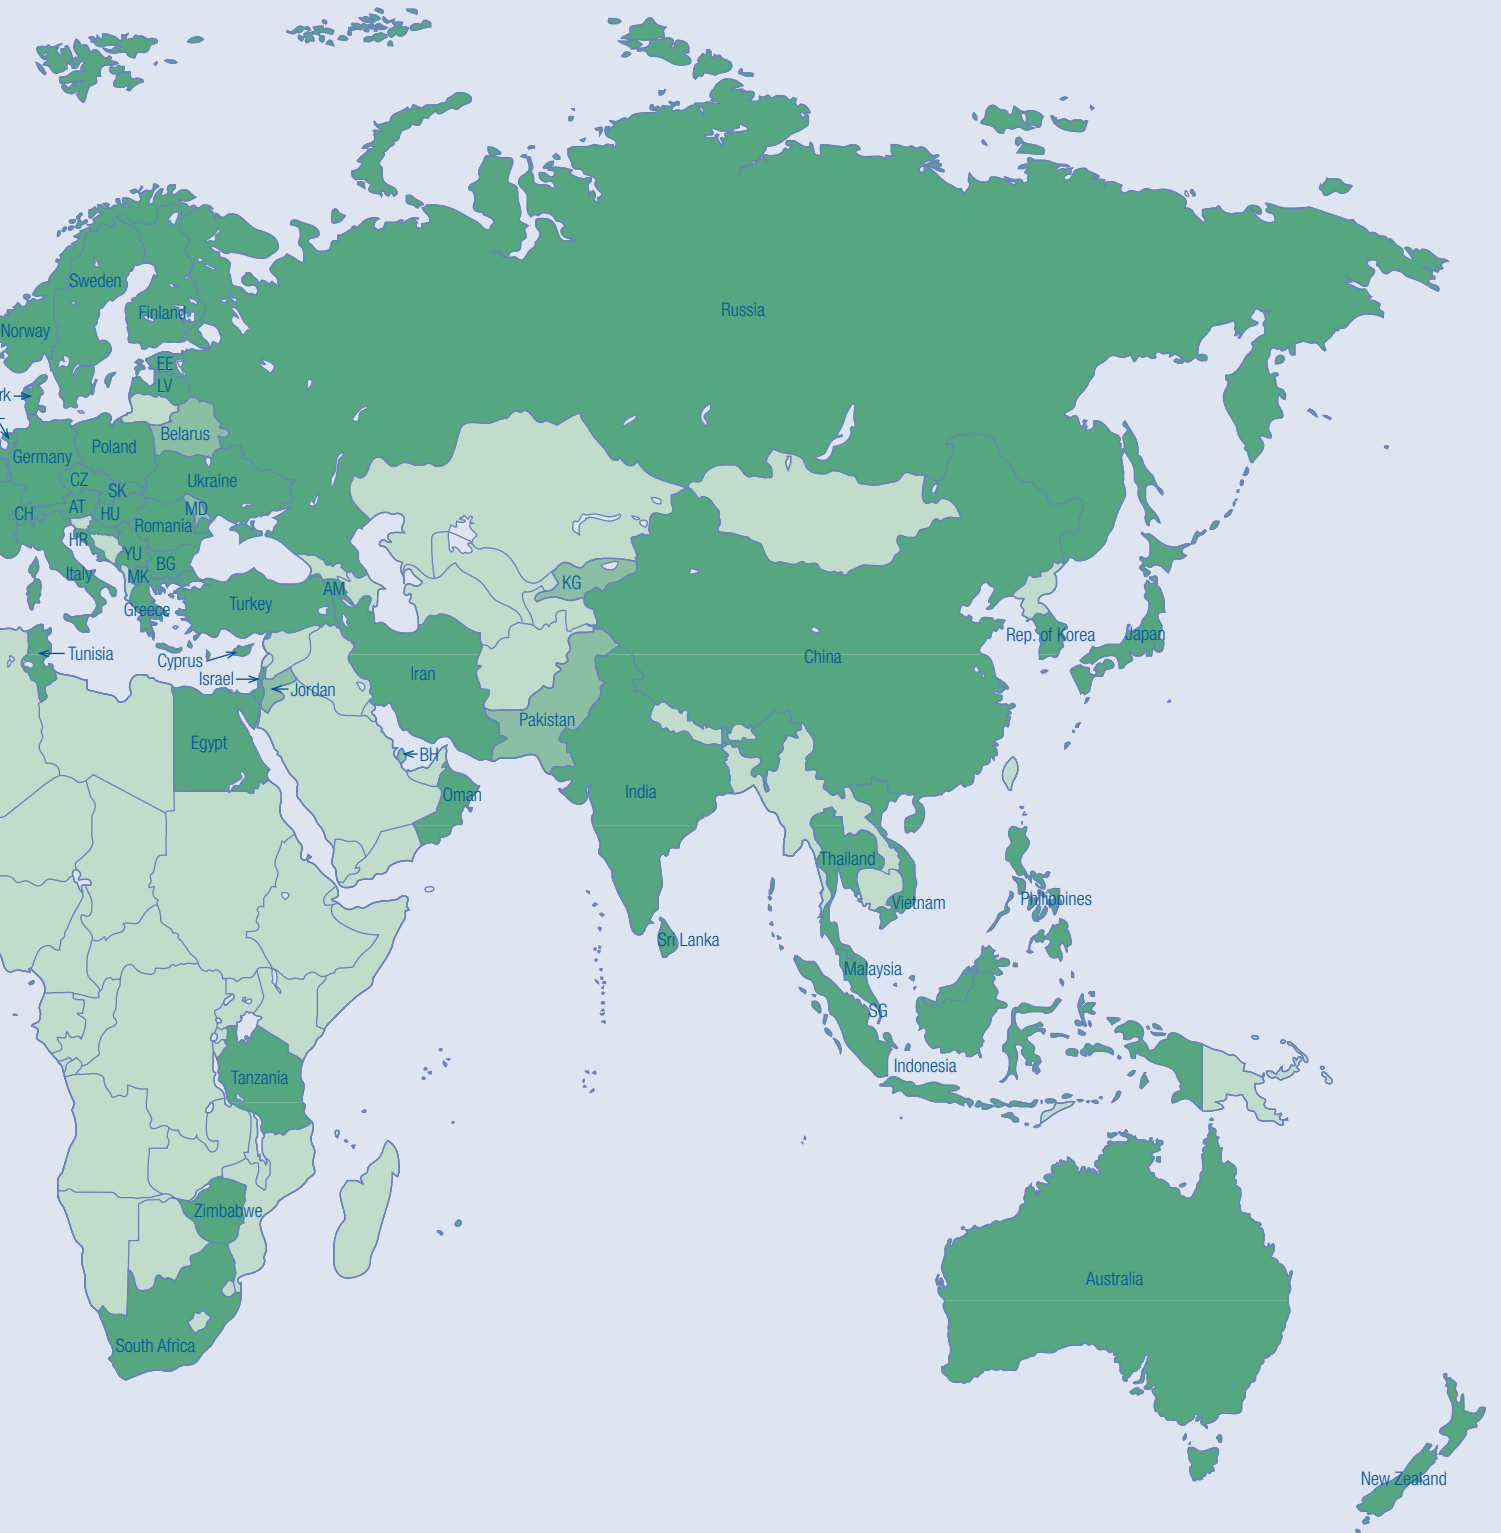 Sweden
Finland
Norway
Russia
EE
LV
rk
Belarus
Poland
Germany
CZ
Ukraine
SK
AT
MD
CH
HU
Romania
HR
YU
BG
Italy
MK
KG
AM
Turkey
Greece
Rep. of Korea
Japan
Tunisia
Cyprus
China
Iran
Israel
Jordan
Pakistan
Egypt
BH
India
Oman
Thailand
Philippines
Vietnam
Sri Lanka
Malaysia
SG
Indonesia
Tanzania
Zimbabwe
Australia
South Africa
New Zealand